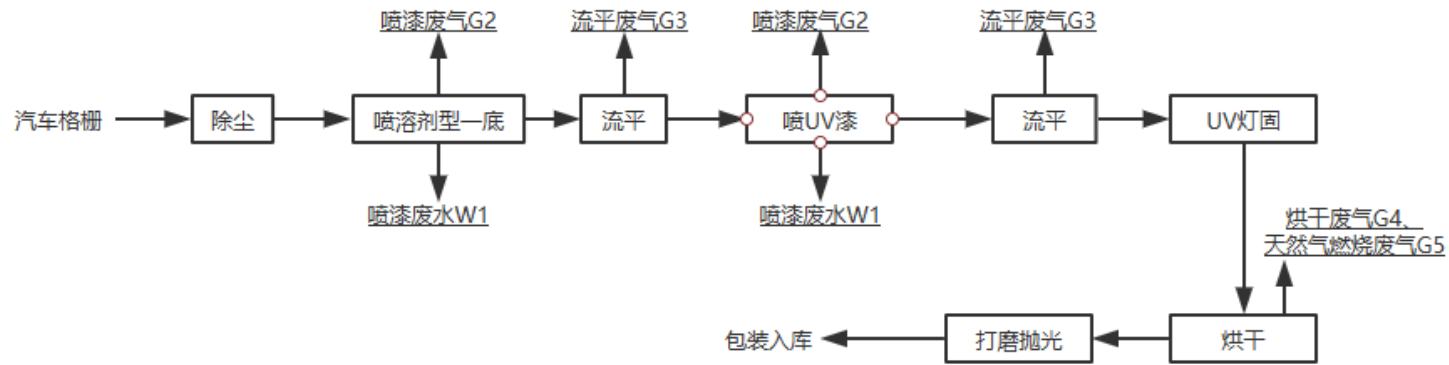 喷漆废气G2
流平废气G3
喷漆废气G2
流平废气G3
汽车格栅
除尘
喷溶剂型一底
流平
喷UV漆
流平
UV灯固
喷漆废水W1
喷漆废水W1
烘干废气G4、
天然气燃烧废气G5
包装入库
打磨抛光
烘干